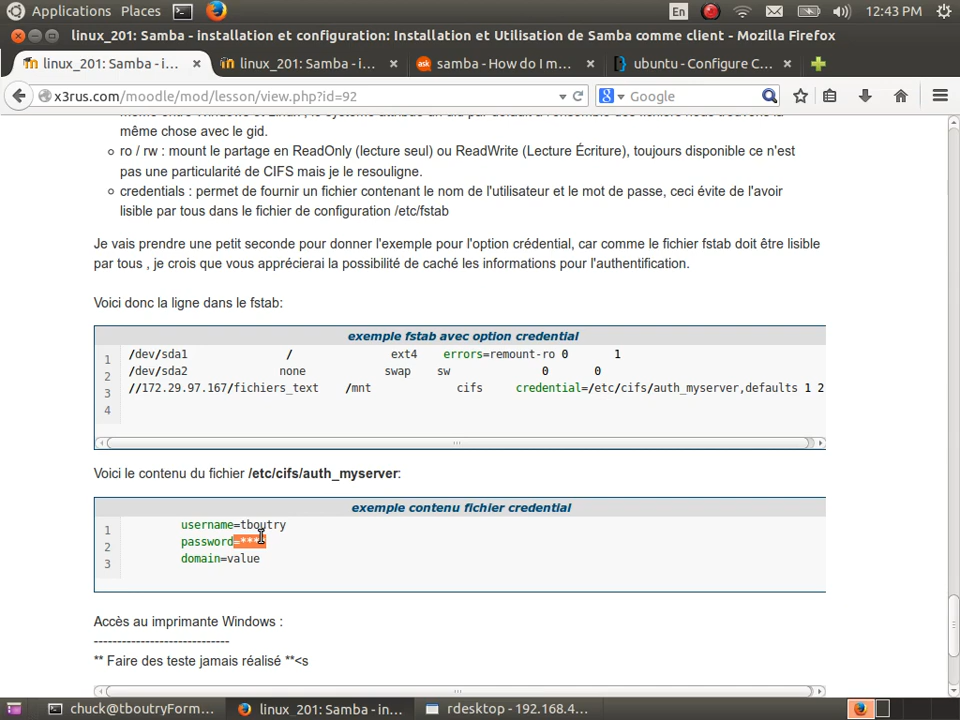 Applications Places En 12:43 PM
linux_201: Samba - installation et configuration: Installation et Utilisation de Samba comme client - Mozilla Firefox
linux_201: Samba - i... linux_201: Samba - i... ask samba - How do I m... ubuntu - Configure C...
x3rus.com/moodle/mod/lesson/view.php?id=92 Google
même chose avec le gid.
ro / rw : mount le partage en ReadOnly (lecture seul) ou ReadWrite (Lecture Écriture), toujours disponible ce n'est
pas une particularité de CIFS mais je le resouligne.
credentials : permet de fournir un fichier contenant le nom de l'utilisateur et le mot de passe, ceci évite de l'avoir
lisible par tous dans le fichier de configuration /etc/fstab
Je vais prendre une petit seconde pour donner l'exemple pour l'option crédential, car comme le fichier fstab doit être lisible
par tous , je crois que vous apprécierai la possibilité de caché les informations pour l'authentification.
Voici donc la ligne dans le fstab:
exemple fstab avec option credential
1 /dev/sda1 / ext4 errors=remount-ro 0 1
2 /dev/sda2 none swap sw 0 0
3 //172.29.97.167/fichiers_text /mnt cifs credential=/etc/cifs/auth_myserver,defaults 1 2
4
Voici le contenu du fichier /etc/cifs/auth_myserver:
exemple contenu fichier credential
1 username=tboutry
2 password=****
3 domain=value
Accès au imprimante Windows :
-----------------------------
** Faire des teste jamais réalisé **<s
chuck@tboutryForm... linux_201: Samba - in... rdesktop - 192.168.4...